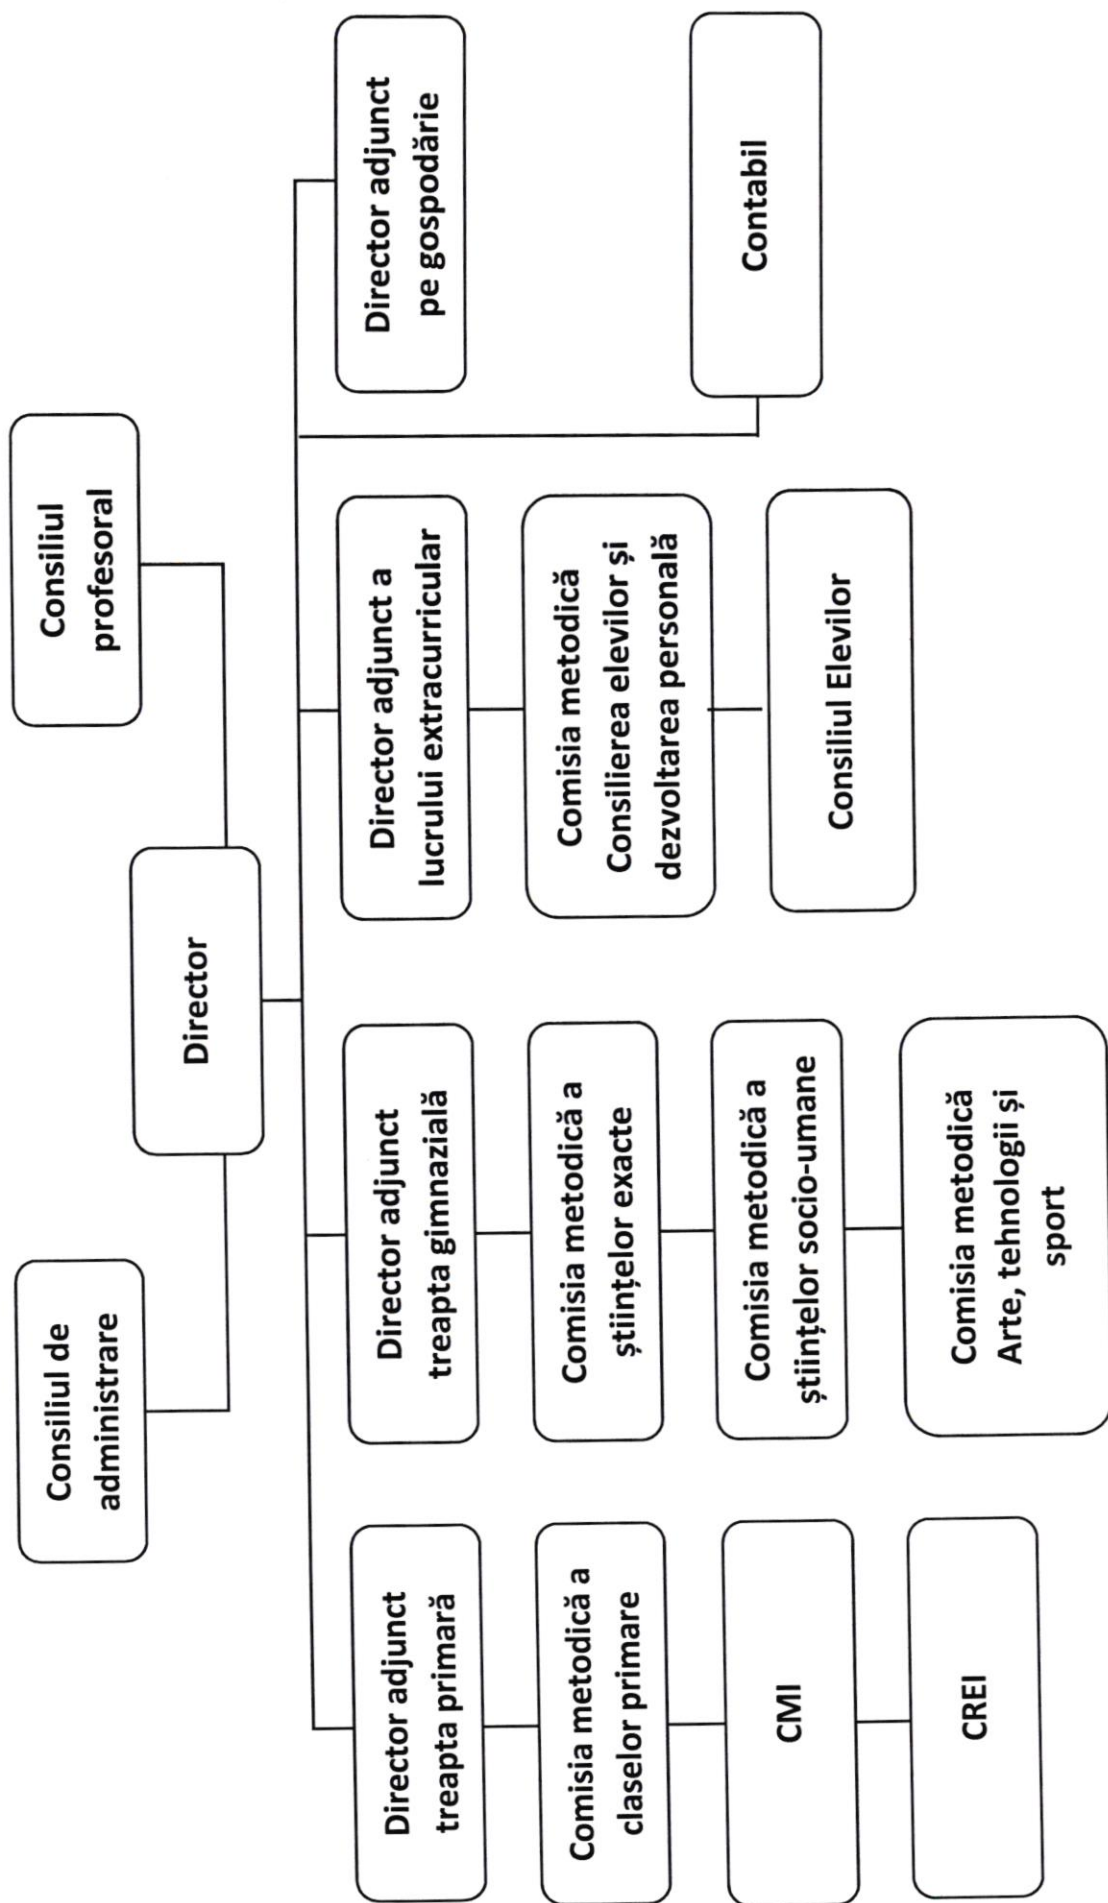 Consiliul de
administrare
Consiliul
profesoral
Director
Director adjunct
treapta primară
Director adjunct
treapta gimnazială
Director adjunct a
lucrului extracurricular
Director adjunct
pe gospodărie
Comisia metodică a
claselor primare
Comisia metodică a
științelor exacte
Comisia metodică
Consilierea elevilor și
dezvoltarea personală
Contabil
CMI
Comisia metodică a
științelor socio-umane
Consiliul Elevilor
CREI
Comisia metodică
Arte, tehnologii și
sport